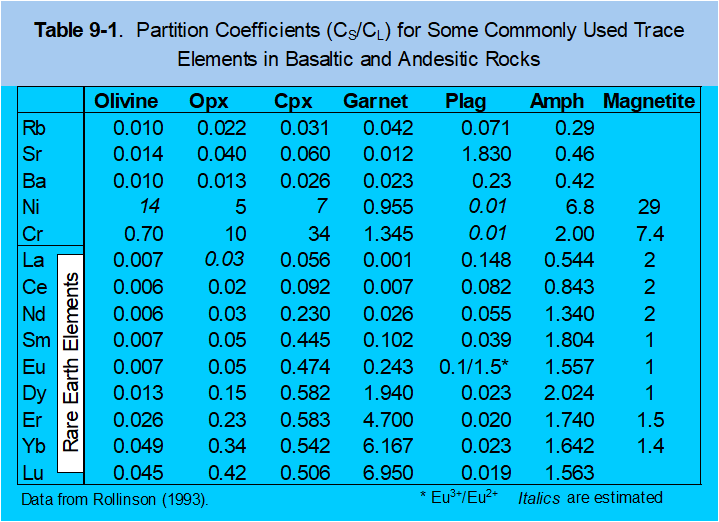 Table 9-1. Partition Coefficients (CS/CL) for Some Commonly Used Trace
Elements in Basaltic and Andesitic Rocks
Olivine Opx Cpx Garnet Plag Amph Magnetite
Rb 0.010 0.022 0.031 0.042 0.071 0.29
Sr 0.014 0.040 0.060 0.012 1.830 0.46
Ba 0.010 0.013 0.026 0.023 0.23 0.42
Ni 14 5 7 0.955 0.01 6.8 29
Cr 0.70 10 34 1.345 0.01 2.00 7.4
Rare Earth Elements
La 0.007 0.03 0.056 0.001 0.148 0.544 2
Ce 0.006 0.02 0.092 0.007 0.082 0.843 2
Nd 0.006 0.03 0.230 0.026 0.055 1.340 2
Sm 0.007 0.05 0.445 0.102 0.039 1.804 1
Eu 0.007 0.05 0.474 0.243 0.1/1.5* 1.557 1
Dy 0.013 0.15 0.582 1.940 0.023 2.024 1
Er 0.026 0.23 0.583 4.700 0.020 1.740 1.5
Yb 0.049 0.34 0.542 6.167 0.023 1.642 1.4
Lu 0.045 0.42 0.506 6.950 0.019 1.563
Data from Rollinson (1993). * Eu3+/Eu2+ Italics are estimated